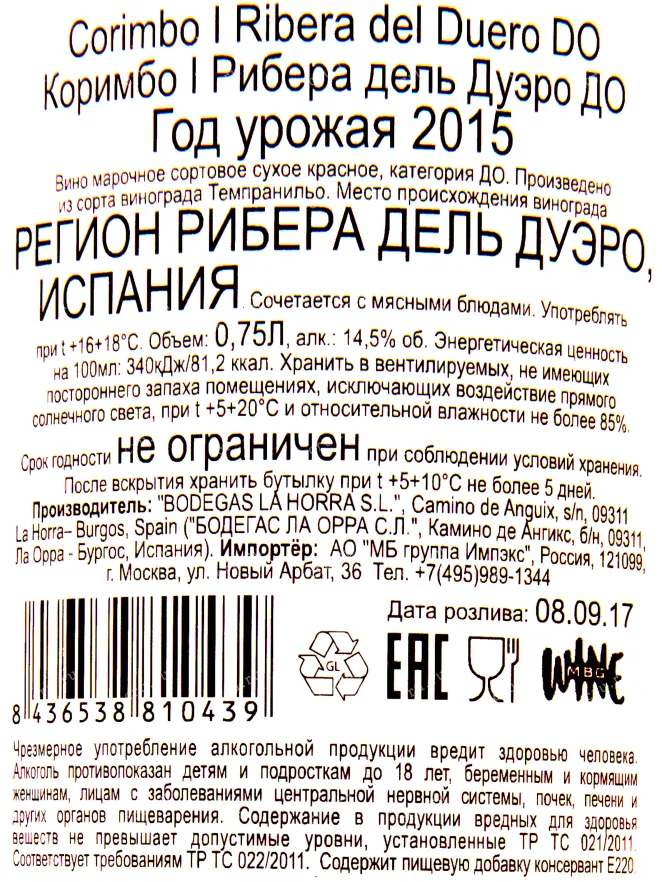 Corimbo I Ribera del Duero DO
Коримбо I Рибера дель Дуэро ДО
Год урожая 2015
Вино марочное сортовое сухое красное, категория ДО. Произведено
из сорта винограда Темпранильо. Место происхождения винограда
РЕГИОН РИБЕРА ДЕЛЬ ДУЭРО,
ИСПАНИЯ. Сочетается с мясными блюдами. Употреблять
при t +16+18°С. Объем: 0,75Л, алк.: 14,5% об. Энергетическая ценность
на 100мл: 340кДж/81,2 ккал. Хранить в вентилируемых, не имеющих
постороннего запаха помещениях, исключающих воздействие прямого
солнечного света, при t +5+20°С и относительной влажности не более 85%.
Срок годности не ограничен при соблюдении условий хранения.
После вскрытия хранить бутылку при t +5+10°С не более 5 дней.
Производитель: "BODEGAS LA HORRA S.L.", Camino de Anguix, s/n, 09311
La Horra– Burgos, Spain ("БОДЕГАС ЛА ОРРА С.Л.", Камино де Ангикс, б/н, 09311,
Ла Орра - Бургос, Испания). Импортёр: АО "МБ группа Импэкс", Россия, 121099,
г. Москва, ул. Новый Арбат, 36 Тел. +7(495)989-1344
Дата розлива: 08.09.17
GL EAC WINE MBG
8 436538 810439
Чрезмерное употребление алкогольной продукции вредит здоровью человека.
Алкоголь противопоказан детям и подросткам до 18 лет, беременным и кормящим
женщинам, лицам с заболеваниями центральной нервной системы, почек, печени и
других органов пищеварения. Содержание в продукции вредных для здоровья
веществ не превышает допустимые уровни, установленные ТР ТС 021/2011.
Соответствует требованиям ТР ТС 022/2011. Содержит пищевую добавку консервант Е220.